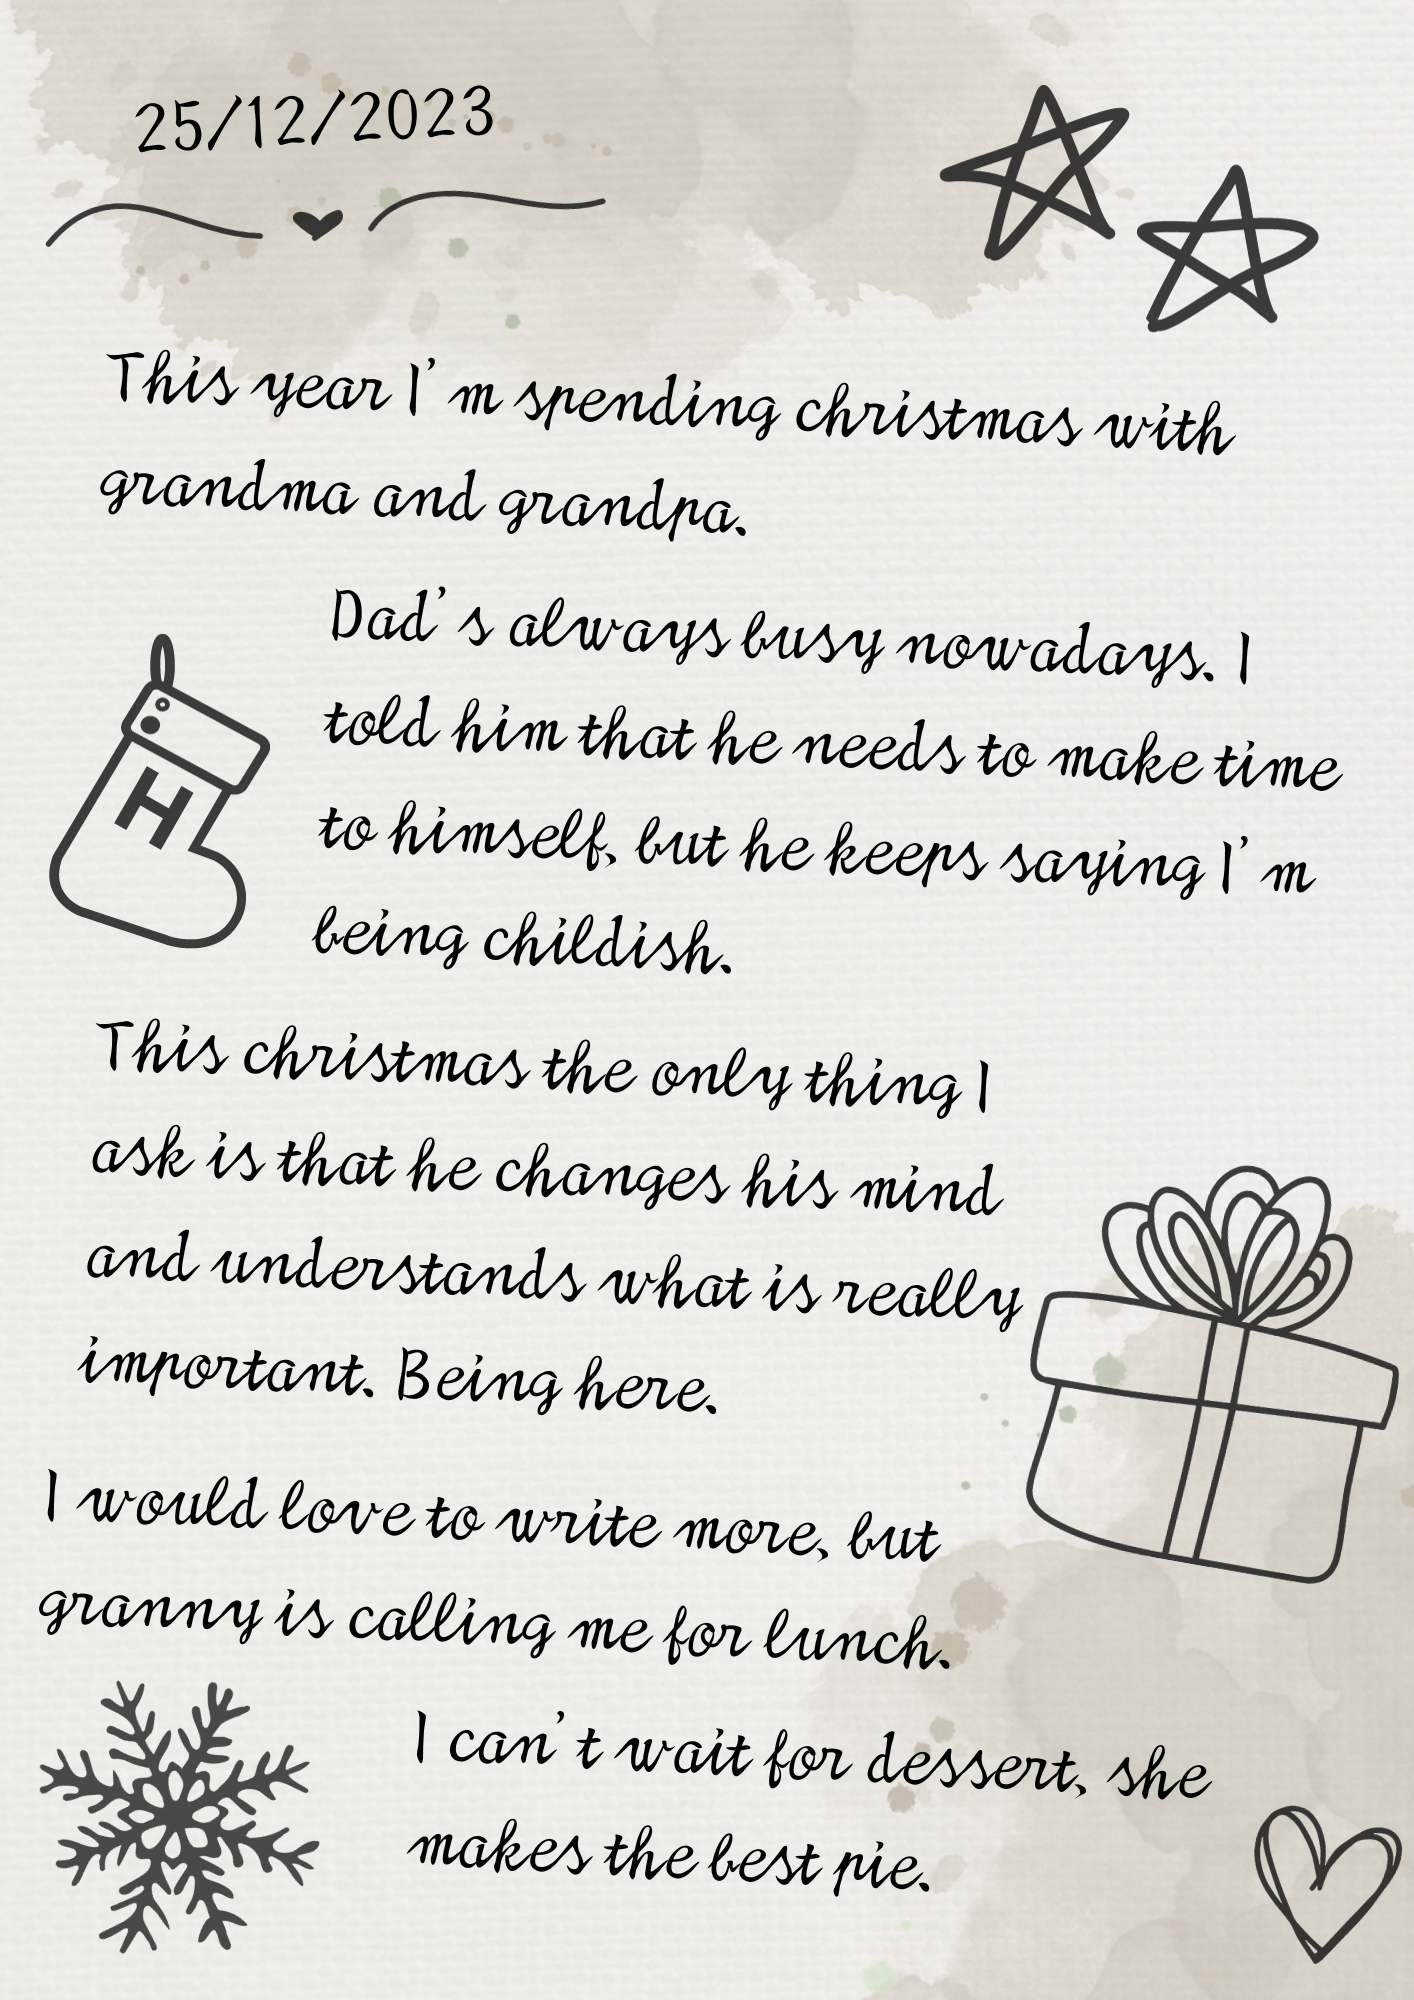 25/12/2023
This year I'm spending christmas with
grandma and grandpa.
Dad's always busy nowadays. I
told him that he needs to make time
to himself, but he keeps saying I'm
being childish.
H
This christmas the only thing I
ask is that he changes his mind
and understands what is really
important. Being here.
I would love to write more, but
granny is calling me for lunch.
I can't wait for dessert, she
makes the best pie.